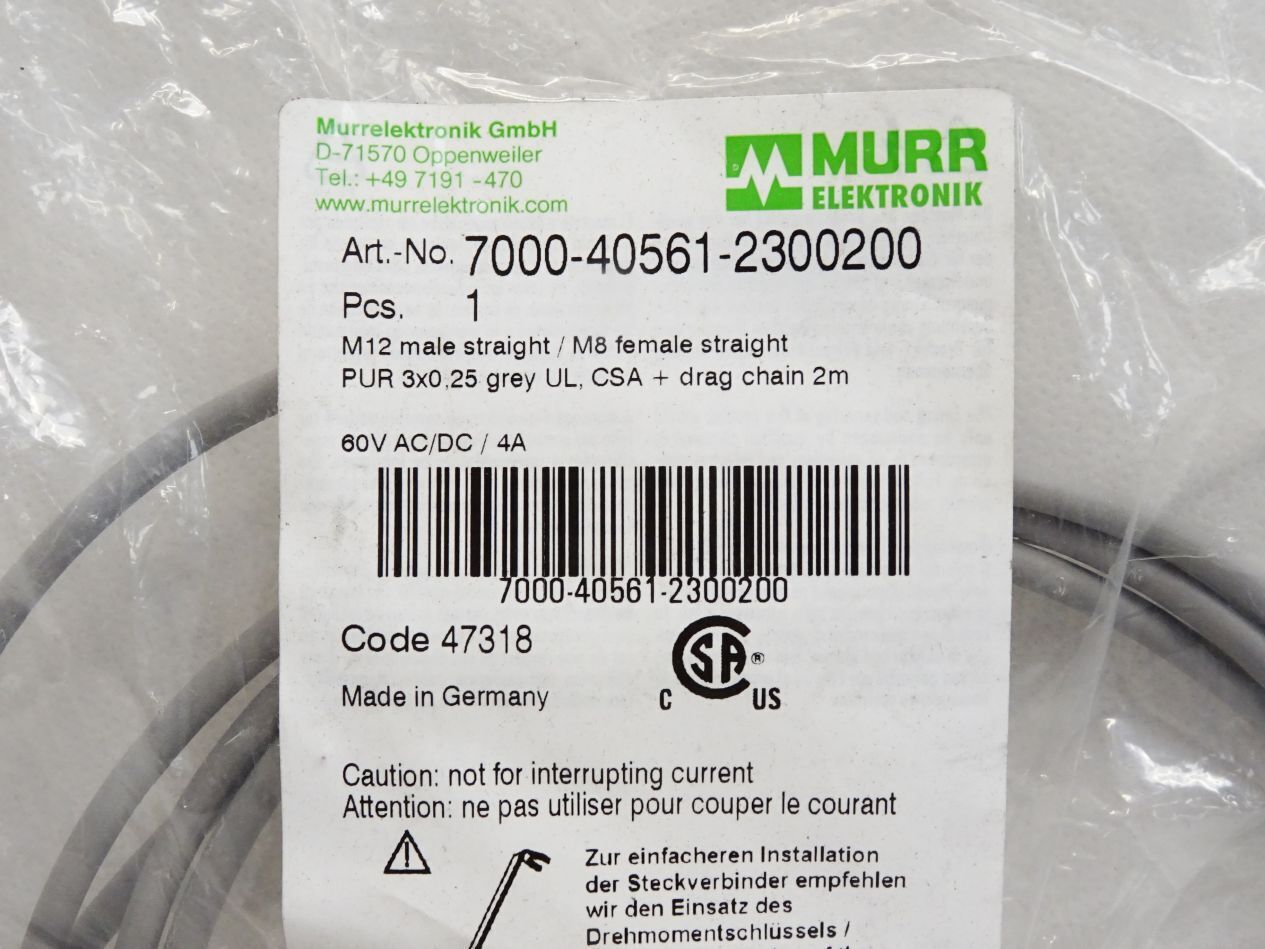 Murrelektronik GmbH
D-71570 Oppenweiler
Tel.: +49 7191 -470
www.murrelektronik.com
MURR
ELEKTRONIK
Art.-No. 7000-40561-2300200
Pcs. 1
M12 male straight / M8 female straight
PUR 3x0,25 grey UL, CSA + drag chain 2m
60V AC/DC / 4A
7000-40561-2300200
Code 47318
CSA ®
C US
Made in Germany
Caution: not for interrupting current
Attention: ne pas utiliser pour couper le courant
Zur einfacheren Installation
der Steckverbinder empfehlen
wir den Einsatz des
Drehmomentschlüssels /